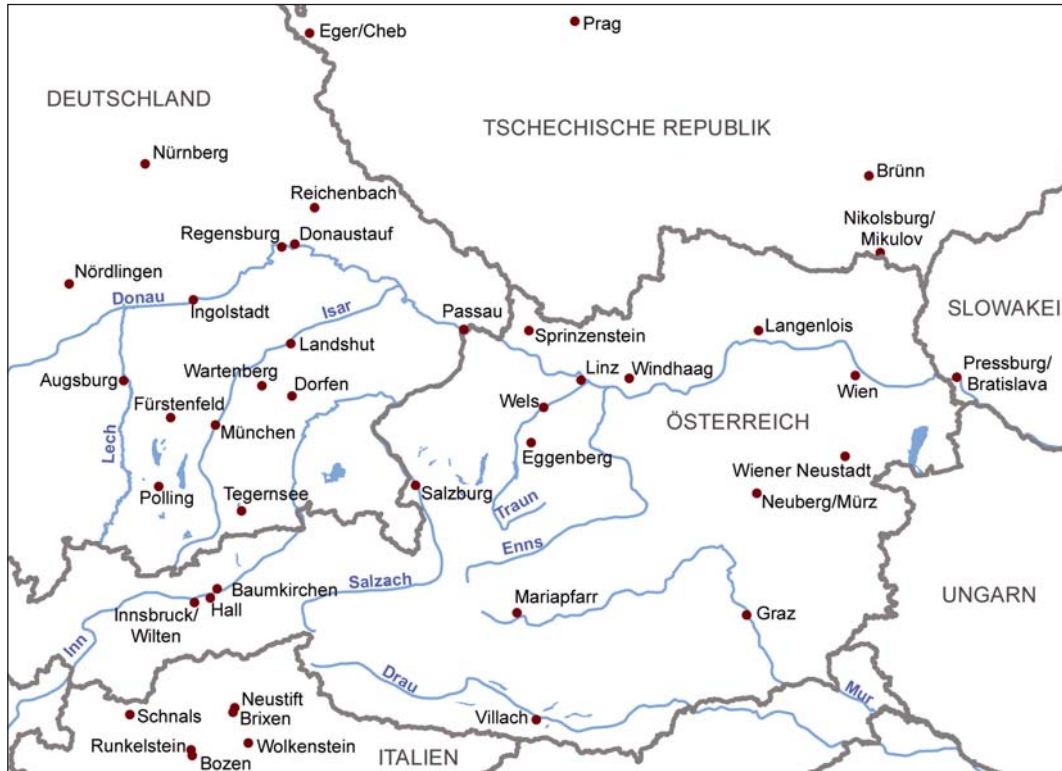 Eger/Cheb
Prag
DEUTSCHLAND
TSCHECHISCHE REPUBLIK
Nürnberg
Brünn
Reichenbach
Nikolsburg/
Mikulov
Regensburg
Donaustauf
Nördlingen
Donau
Ingolstadt
Isar
Passau
SLOWAKEI
Sprinzenstein
Langenlois
Landshut
Augsburg
Wartenberg
Dorfen
Linz
Windhaag
Wien
Pressburg/
Bratislava
Fürstenfeld
Wels
München
ÖSTERREICH
Lech
Eggenberg
Wiener Neustadt
Polling
Tegernsee
Salzburg
Traun
Neuberg/Mürz
Enns
Salzach
Baumkirchen
Hall
Innsbruck/
Wilten
Mariapfarr
Graz
UNGARN
Inn
Drau
Mur
Neustift
Schnals
Brixen
Villach
Runkelstein
Wolkenstein
Bozen
ITALIEN